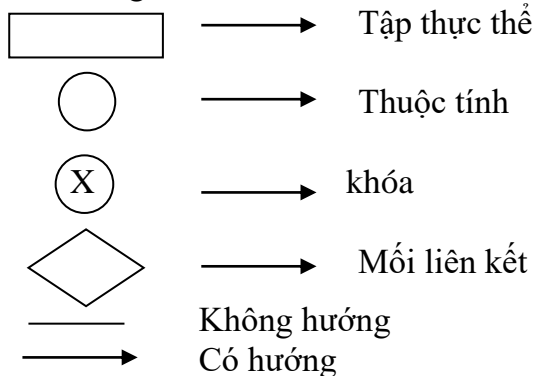 Tập thực thể
Thuộc tính
X
khóa
Mối liên kết
Không hướng
Có hướng